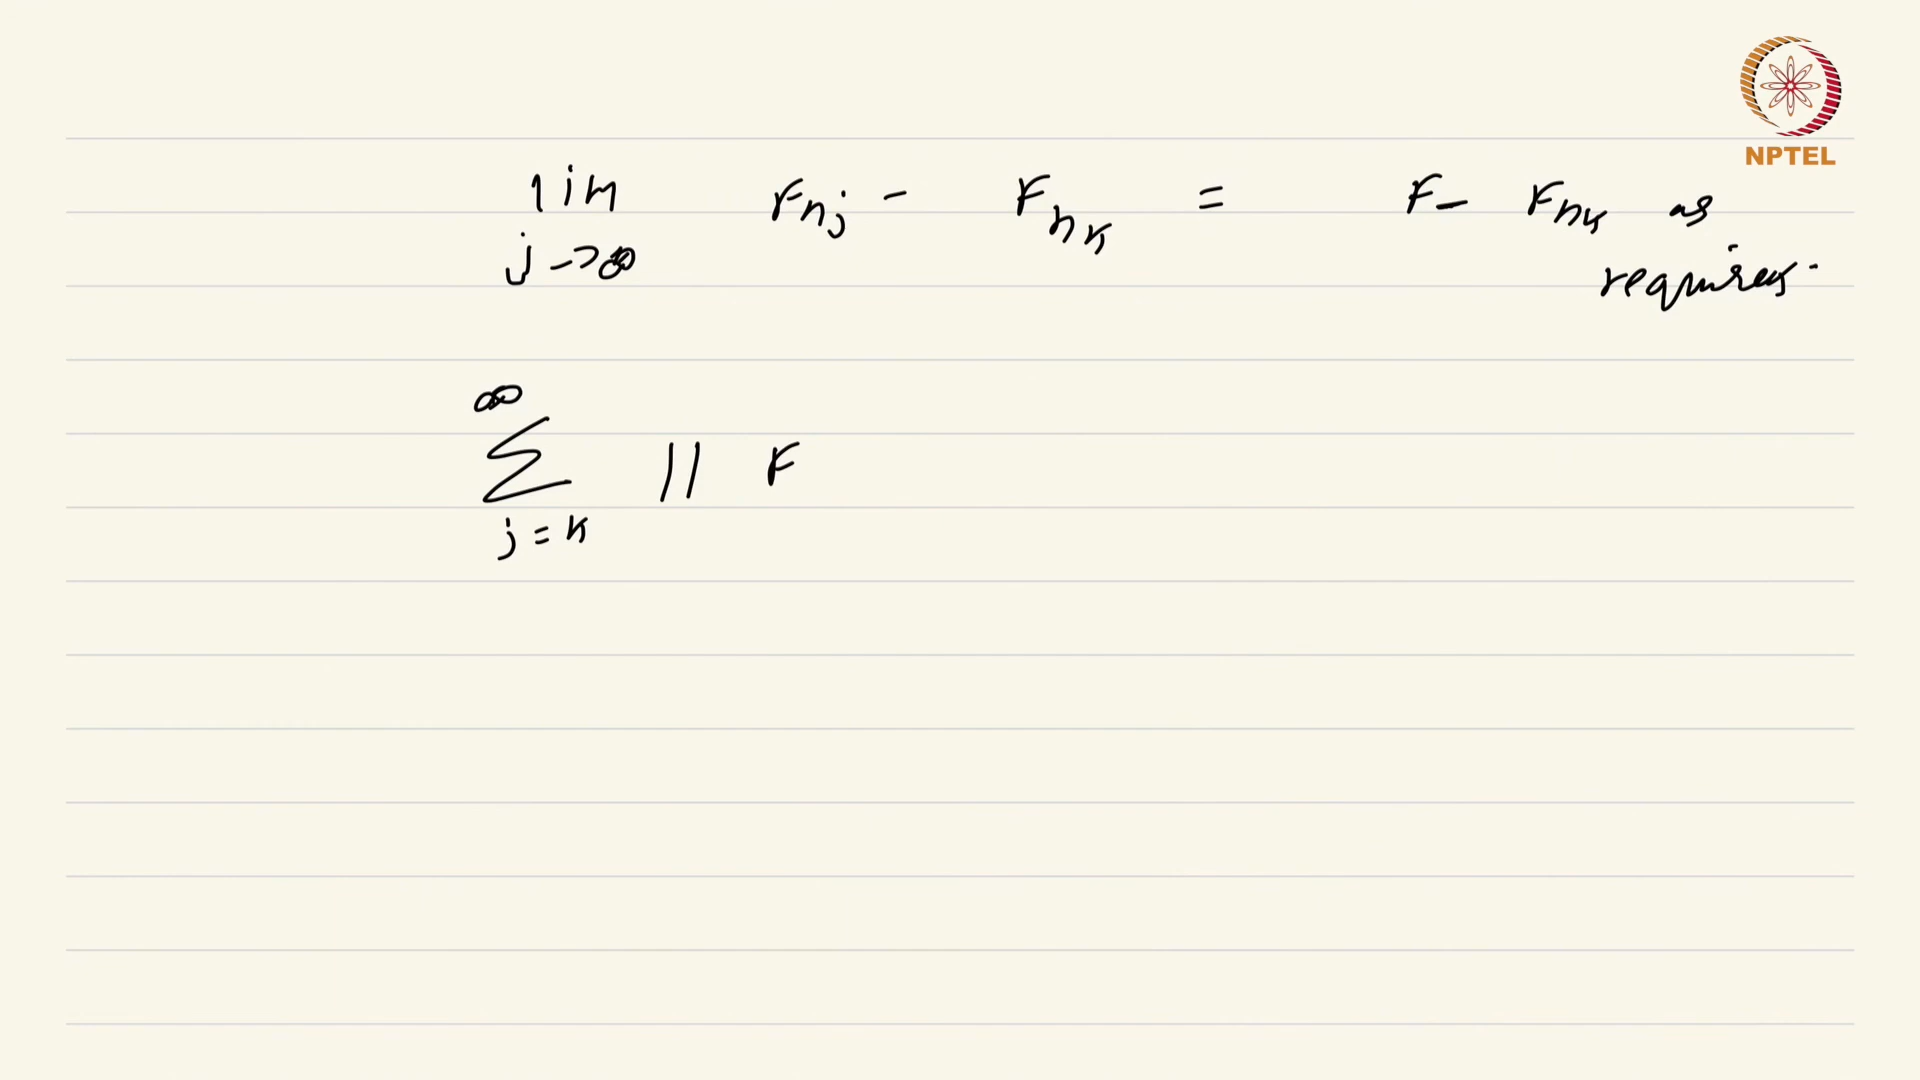 NPTEL
lim F_{n_j} - F_{n_k} = F - F_{n_k} as
j → ∞
required.
∞
Σ || F
j = k